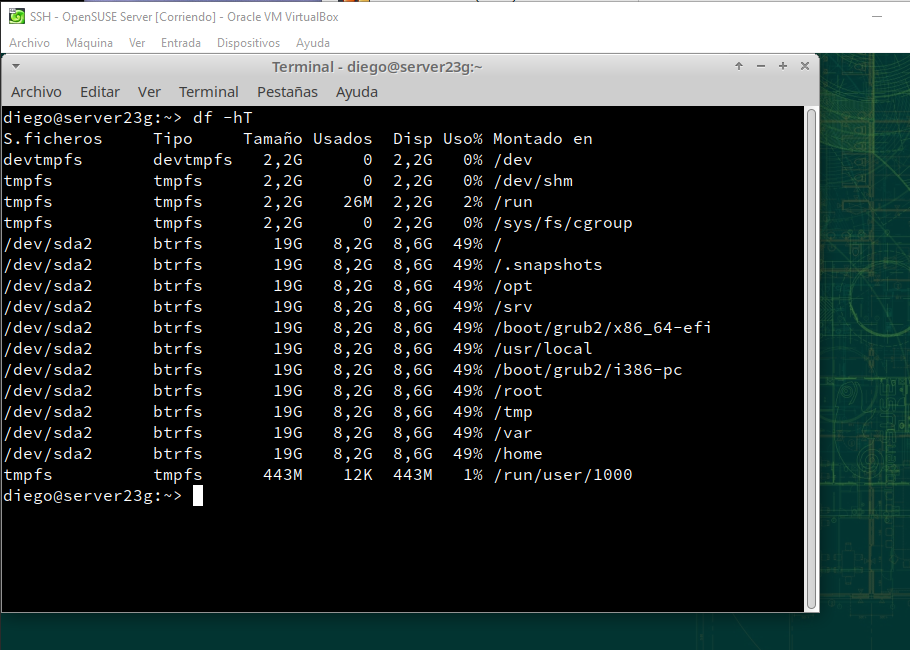 SSH - OpenSUSE Server [Corriendo] - Oracle VM VirtualBox
Archivo Máquina Ver Entrada Dispositivos Ayuda
Terminal - diego@server23g:~
Archivo Editar Ver Terminal Pestañas Ayuda
diego@server23g:~> df -hT
S.ficheros Tipo Tamaño Usados Disp Uso% Montado en
devtmpfs devtmpfs 2,2G 0 2,2G 0% /dev
tmpfs tmpfs 2,2G 0 2,2G 0% /dev/shm
tmpfs tmpfs 2,2G 26M 2,2G 2% /run
tmpfs tmpfs 2,2G 0 2,2G 0% /sys/fs/cgroup
/dev/sda2 btrfs 19G 8,2G 8,6G 49% /
/dev/sda2 btrfs 19G 8,2G 8,6G 49% /.snapshots
/dev/sda2 btrfs 19G 8,2G 8,6G 49% /opt
/dev/sda2 btrfs 19G 8,2G 8,6G 49% /srv
/dev/sda2 btrfs 19G 8,2G 8,6G 49% /boot/grub2/x86_64-efi
/dev/sda2 btrfs 19G 8,2G 8,6G 49% /usr/local
/dev/sda2 btrfs 19G 8,2G 8,6G 49% /boot/grub2/i386-pc
/dev/sda2 btrfs 19G 8,2G 8,6G 49% /root
/dev/sda2 btrfs 19G 8,2G 8,6G 49% /tmp
/dev/sda2 btrfs 19G 8,2G 8,6G 49% /var
/dev/sda2 btrfs 19G 8,2G 8,6G 49% /home
tmpfs tmpfs 443M 12K 443M 1% /run/user/1000
diego@server23g:~>